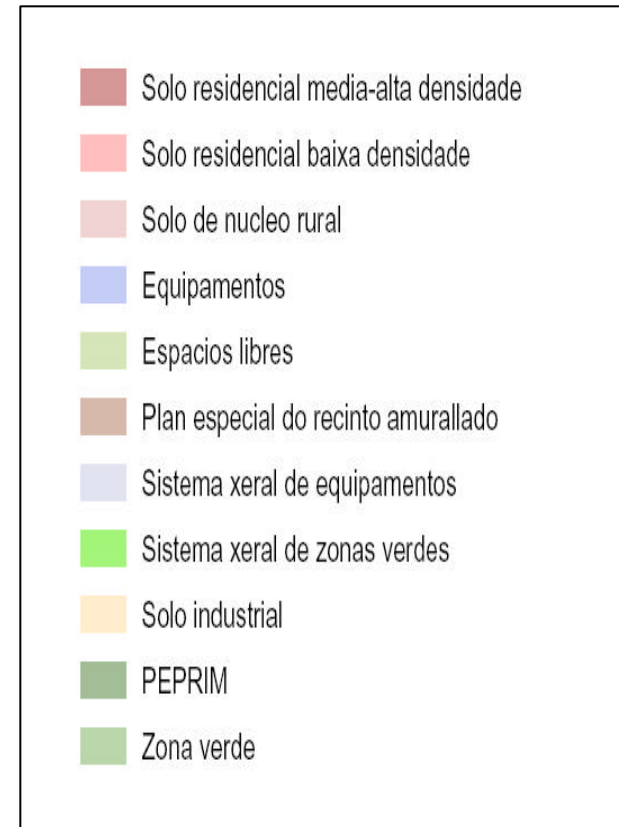 Solo residencial media-alta densidade
Solo residencial baixa densidade
Solo de nucleo rural
Equipamentos
Espacios libres
Plan especial do recinto amurallado
Sistema xeral de equipamentos
Sistema xeral de zonas verdes
Solo industrial
PEPRIM
Zona verde